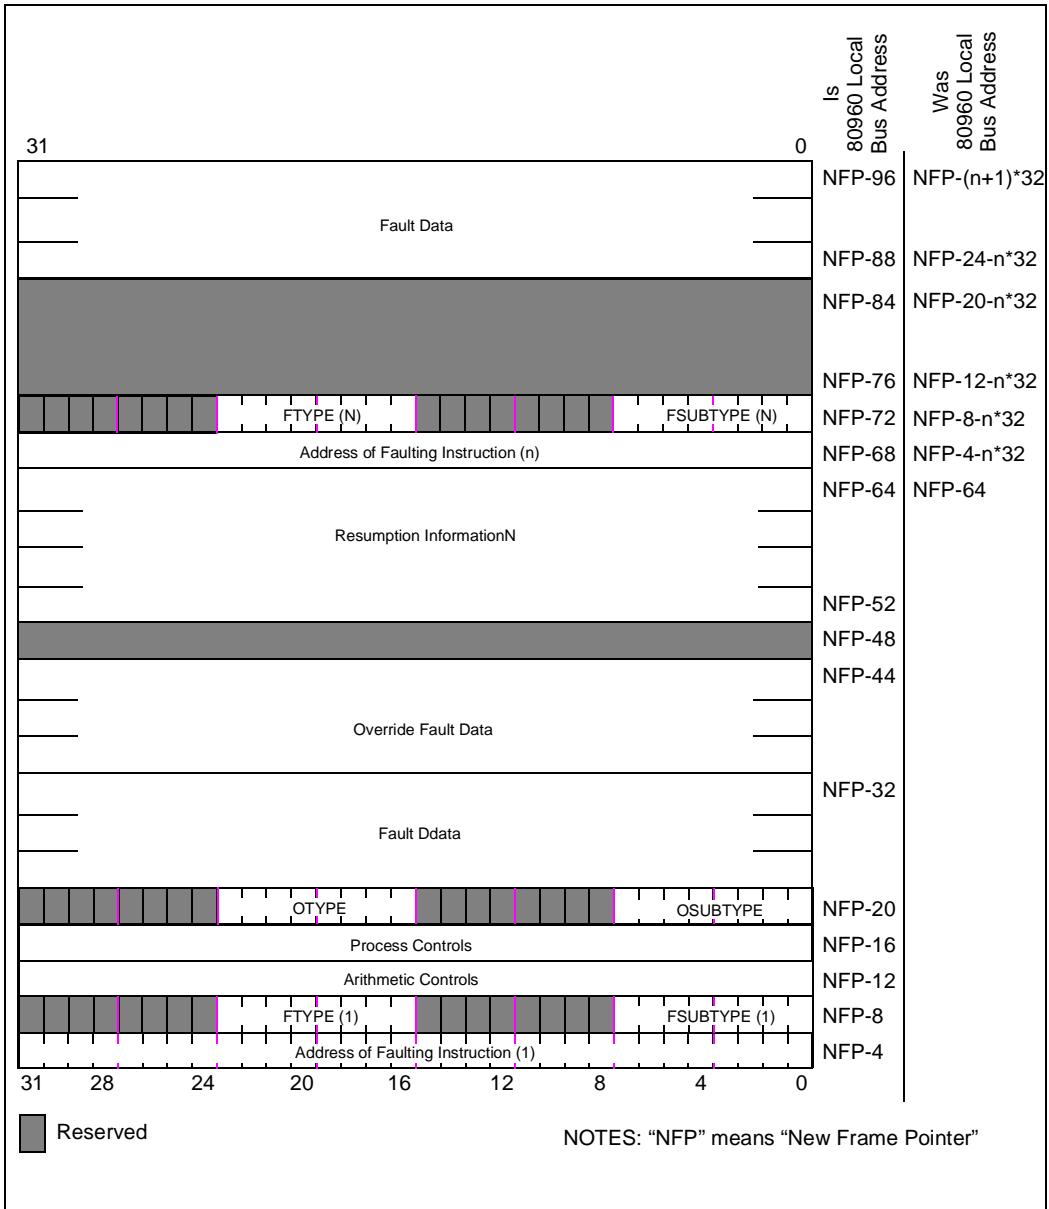 Is
80960 Local
Bus Address
Was
80960 Local
Bus Address
31 0
NFP-96 NFP-(n+1)*32
Fault Data
NFP-88 NFP-24-n*32
NFP-84 NFP-20-n*32
NFP-76 NFP-12-n*32
FTYPE (N) FSUBTYPE (N) NFP-72 NFP-8-n*32
Address of Faulting Instruction (n) NFP-68 NFP-4-n*32
NFP-64 NFP-64
Resumption InformationN
NFP-52
NFP-48
NFP-44
Override Fault Data
NFP-32
Fault Ddata
OTYPE OSUBTYPE NFP-20
Process Controls NFP-16
Arithmetic Controls NFP-12
FTYPE (1) FSUBTYPE (1) NFP-8
Address of Faulting Instruction (1) NFP-4
31 28 24 20 16 12 8 4 0
Reserved NOTES: “NFP” means “New Frame Pointer”